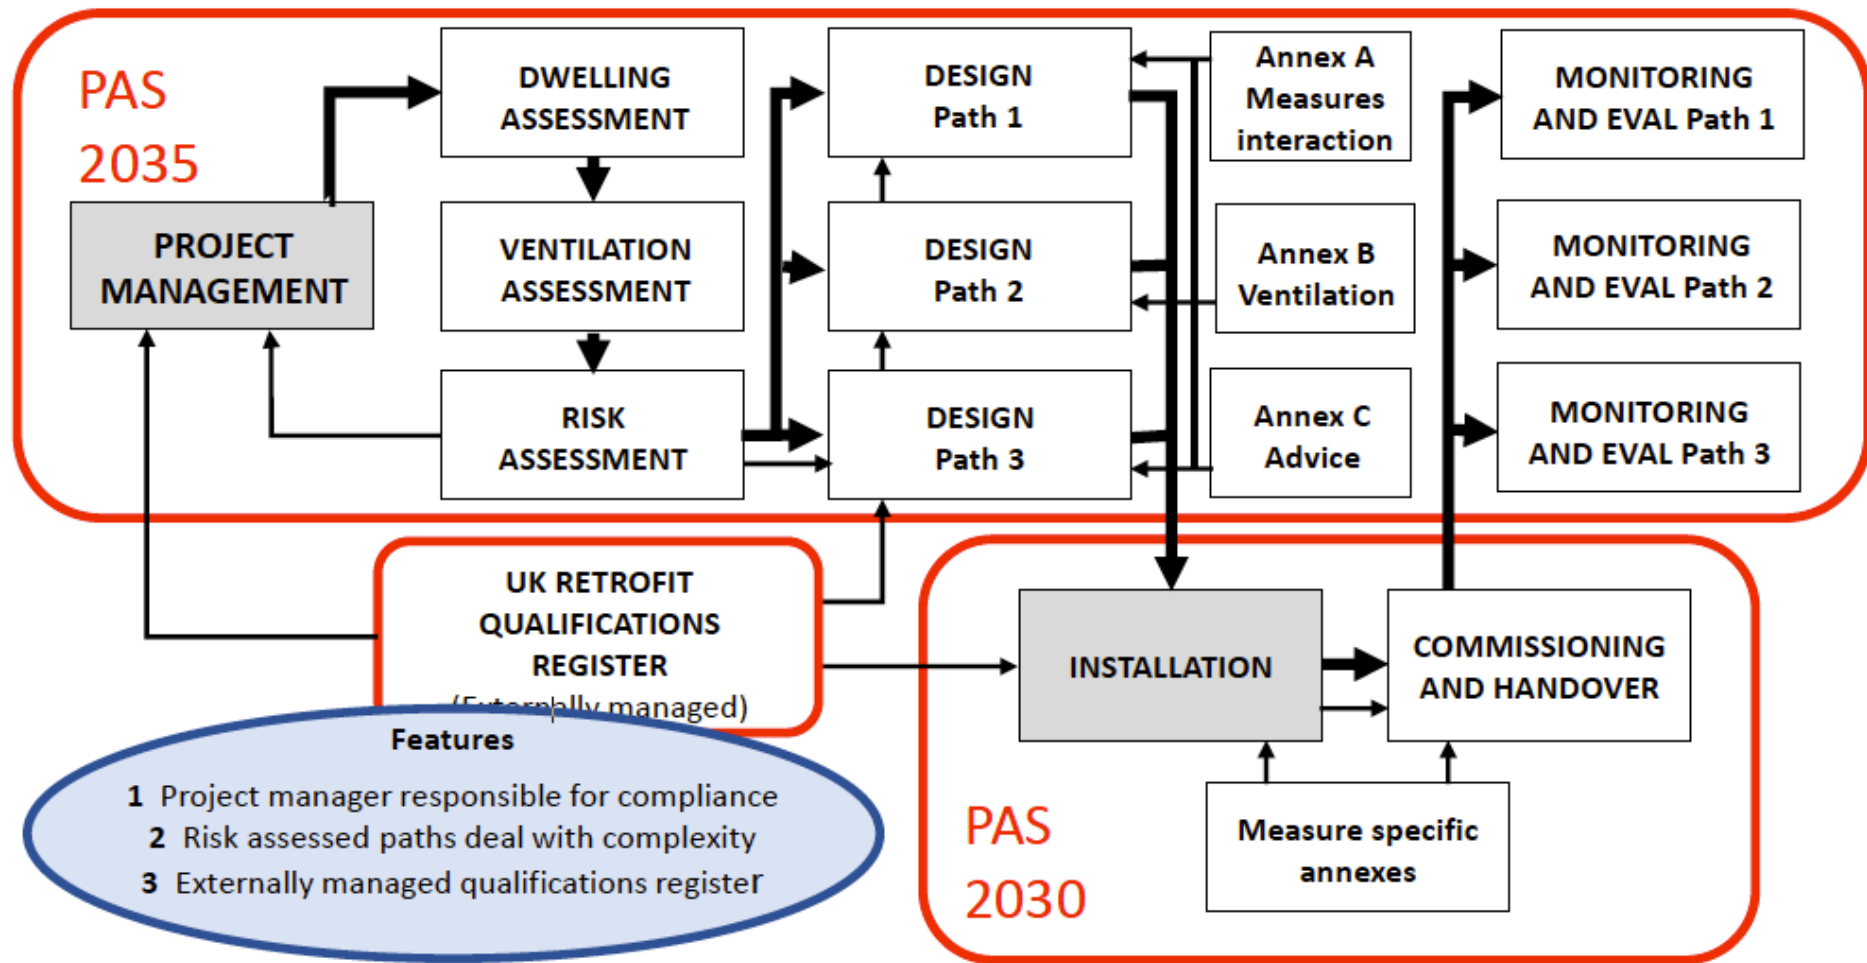 PAS
2035
PROJECT
MANAGEMENT
DWELLING
ASSESSMENT
VENTILATION
ASSESSMENT
RISK
ASSESSMENT
DESIGN
Path 1
DESIGN
Path 2
DESIGN
Path 3
Annex A
Measures
interaction
Annex B
Ventilation
Annex C
Advice
MONITORING
AND EVAL Path 1
MONITORING
AND EVAL Path 2
MONITORING
AND EVAL Path 3
UK RETROFIT
QUALIFICATIONS
REGISTER
(Externally managed)
Features
1 Project manager responsible for compliance
2 Risk assessed paths deal with complexity
3 Externally managed qualifications register
INSTALLATION
COMMISSIONING
AND HANDOVER
Measure specific
annexes
PAS
2030